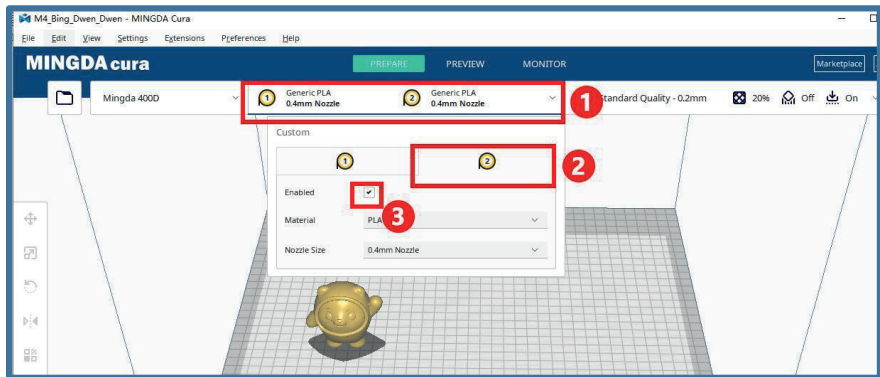 M4_Bing_Dwen_Dwen - MINGDA Cura
File Edit View Settings Extensions Preferences Help
MINGDA cura PREPARE PREVIEW MONITOR Marketplace
Mingda 400D 1 Generic PLA 2 Generic PLA Standard Quality - 0.2mm 20% Off On
0.4mm Nozzle 0.4mm Nozzle 1
Custom
1 2 2
Enabled
3
Material PLA
Nozzle Size 0.4mm Nozzle